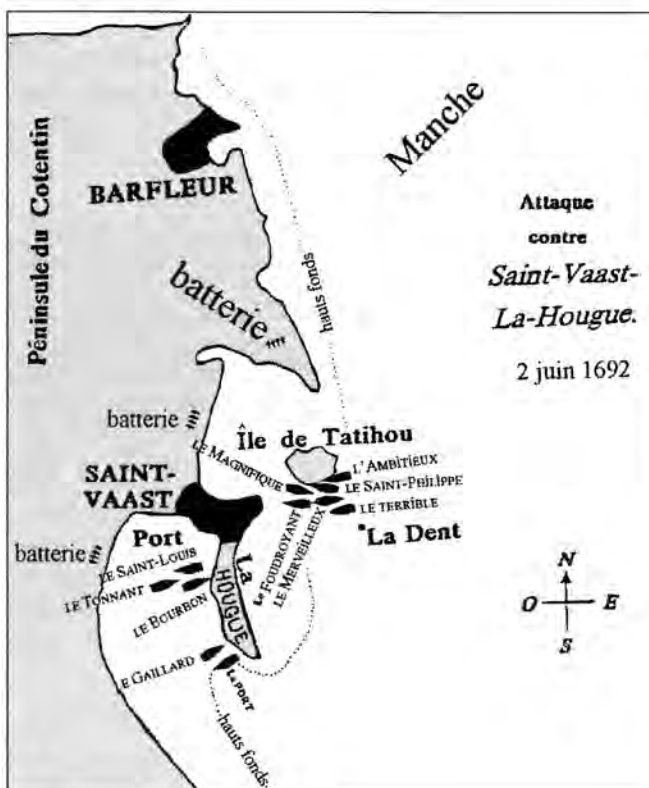 Péninsule du Cotentin
Manche
BARFLEUR
Attaque
contre
Saint-Vaast-
La-Hougue.
2 juin 1692
hauts fonds
batterie
batterie
Île de Tatihou
LE MAGNIFIQUE
L'AMBITIEUX
LE SAINT-PHILIPPE
LE TERRIBLE
SAINT-
VAAST
La Dent
LE FOUDROYANT
LE MERVEILLEUX
Port
batterie
LE SAINT-LOUIS
LE TONNANT
LE BOURBON
La
HOUGUE
LE GAILLARD
LE FORT
hauts fonds
N
O
E
S